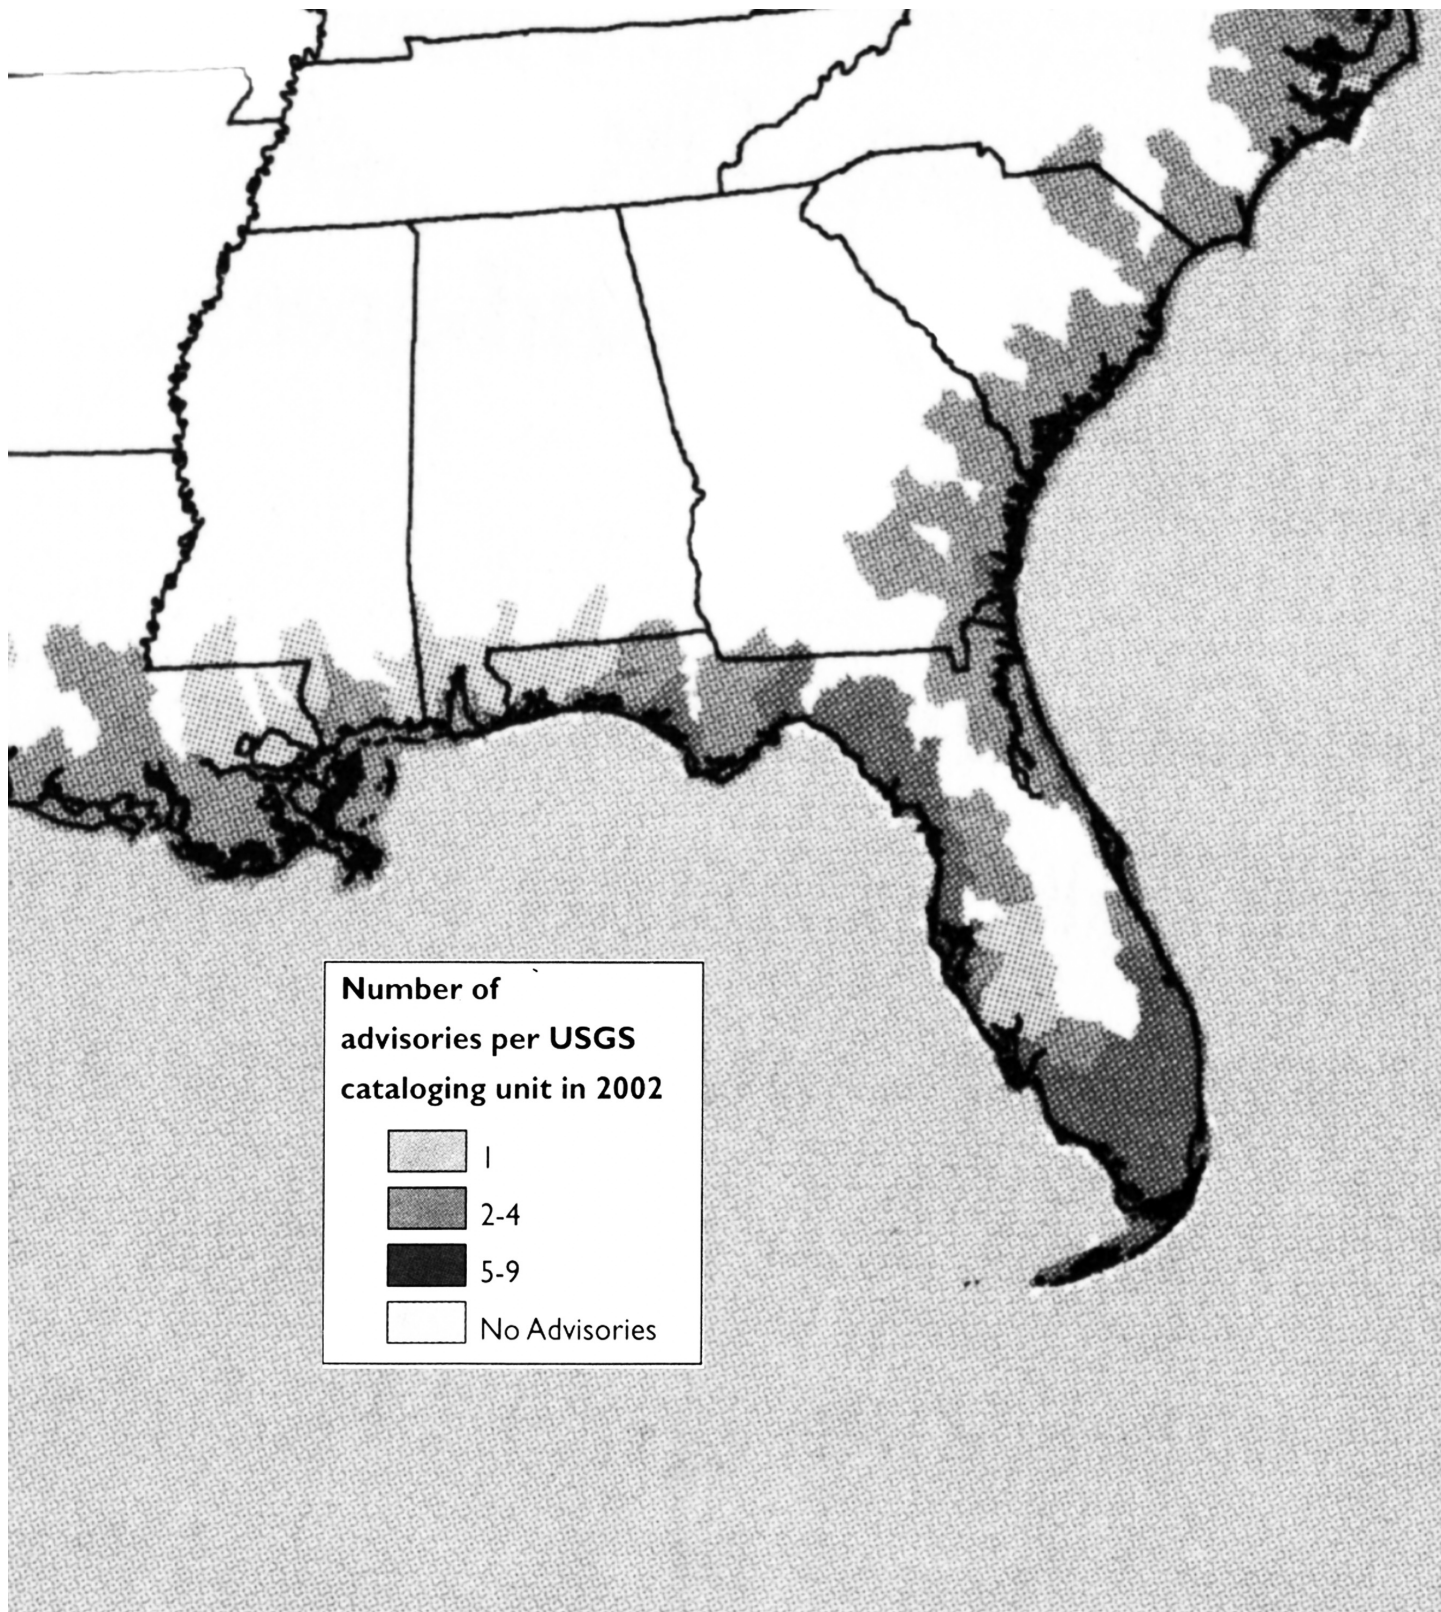 Number of
advisories per USGS
cataloging unit in 2002
1
2-4
5-9
No Advisories